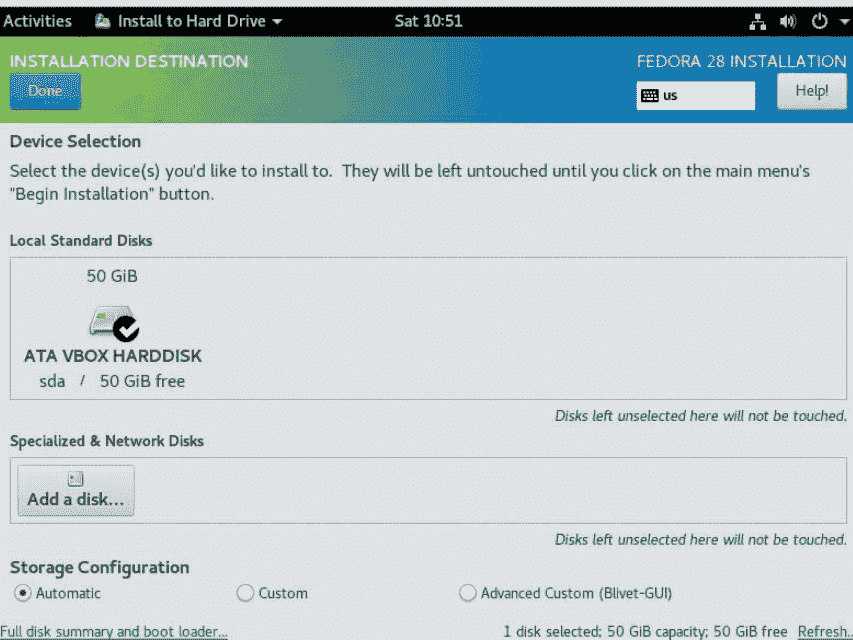 Activities Install to Hard Drive Sat 10:51
INSTALLATION DESTINATION FEDORA 28 INSTALLATION
Done us Help!
Device Selection
Select the device(s) you'd like to install to. They will be left untouched until you click on the main menu's
"Begin Installation" button.
Local Standard Disks
50 GiB
ATA VBOX HARDDISK
sda / 50 GiB free
Disks left unselected here will not be touched.
Specialized & Network Disks
Add a disk...
Disks left unselected here will not be touched.
Storage Configuration
Automatic Custom Advanced Custom (Blivet-GUI)
Full disk summary and boot loader... 1 disk selected; 50 GiB capacity; 50 GiB free Refresh...